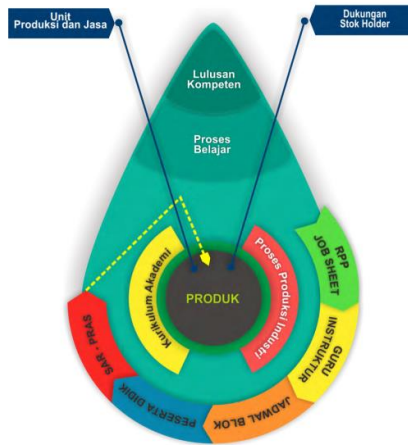 Unit
Produksi dan Jasa
Dukungan
Stok Holder
Lulusan
Kompeten
Proses
Belajar
Kurikulum Akademi
PRODUK
Proses Produksi Industri
RPP
JOB SHEET
GURU
INSTRUKTUR
JADWAL BLOK
PESERTA DIDIK
SAR - PRAS